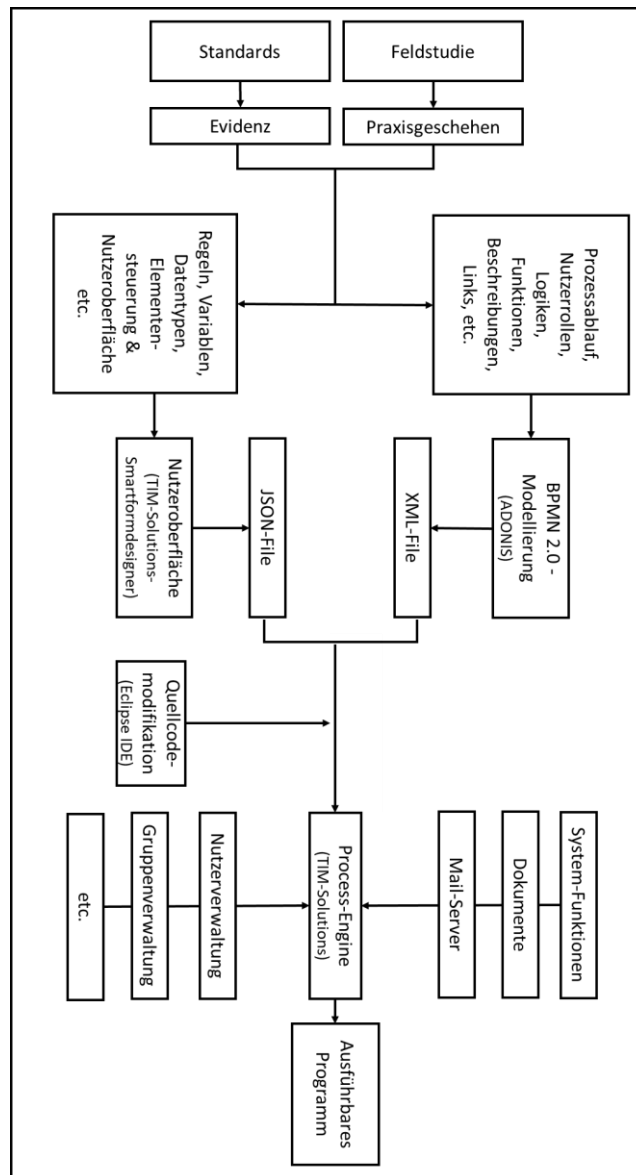 Standards
Feldstudie
Evidenz
Praxisgeschehen
Regeln, Variablen,
Datentypen,
Elementen-
steuerung &
Nutzeroberfläche
etc.
Prozessablauf,
Nutzerrollen,
Logiken,
Funktionen,
Beschreibungen,
Links, etc.
Nutzeroberfläche
(TIM-Solutions-
Smartformdesigner)
JSON-File
XML-File
BPMN 2.0 -
Modellierung
(ADONIS)
Quellcode-
modifikation
(Eclipse IDE)
etc.
Gruppenverwaltung
Nutzerverwaltung
Process-Engine
(TIM-Solutions)
Mail-Server
Dokumente
System-Funktionen
Ausführbares
Programm